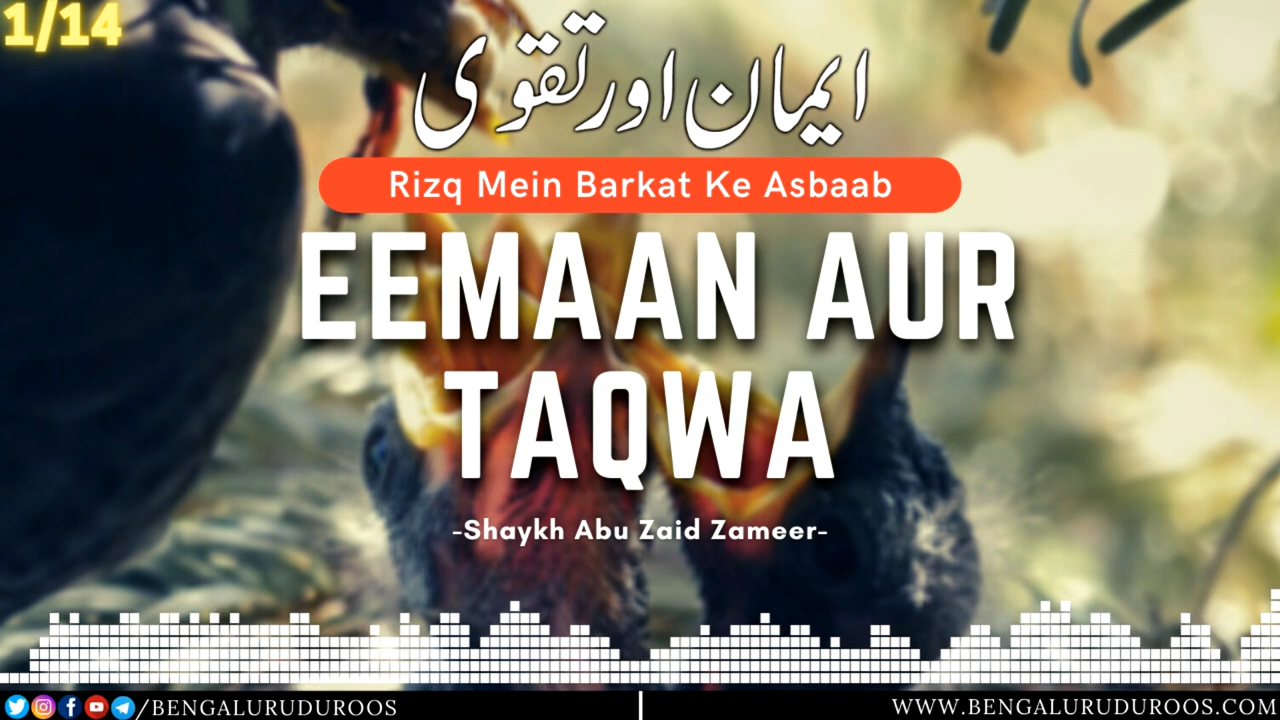 1/14
ایمان اور تقوی
Rizq Mein Barkat Ke Asbaab
EEMAAN AUR
TAQWA
-Shaykh Abu Zaid Zameer-
/BENGALURUDUROOS
WWW.BENGALURUDUROOS.COM